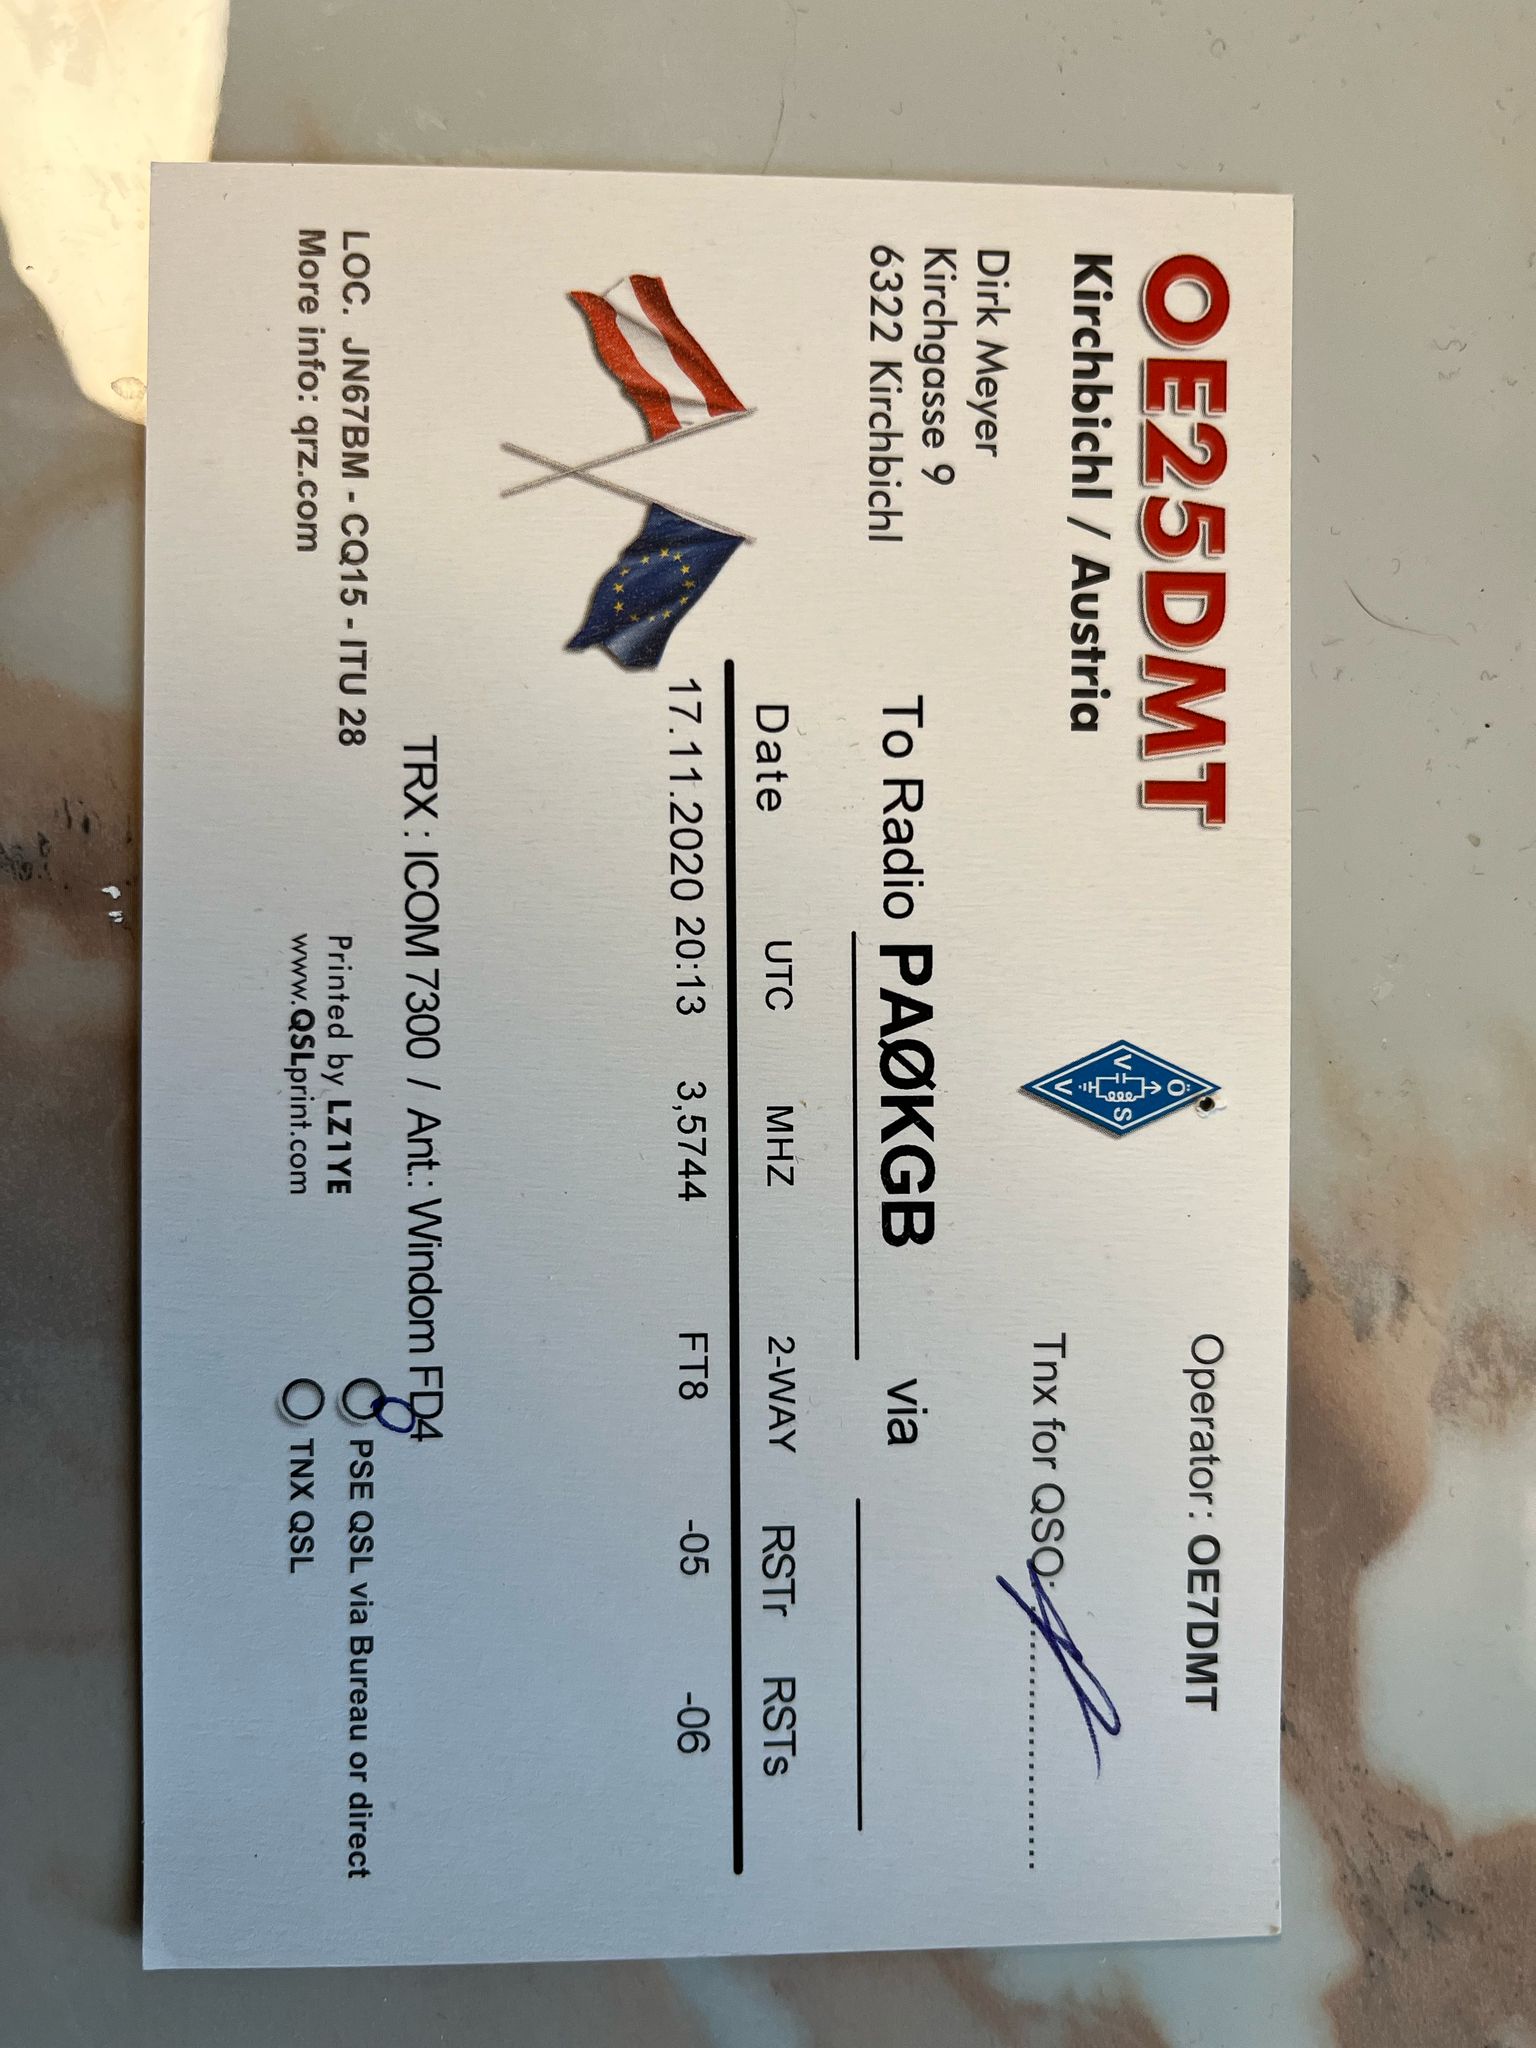 OE25DMT
Operator : OE7DMT
Kirchbichl / Austria
Ö
V S
V
Tnx for QSO
Dirk Meyer
Kirchgasse 9
6322 Kirchbichl
To Radio PAØKGB via
Date UTC MHZ 2-WAY RSTr RSTs
17.11.2020 20:13 3,5744 FT8 -05 -06
TRX : ICOM 7300 / Ant.: Windom FD4
LOC. JN67BM - CQ15 - ITU 28
More info: qrz.com
Printed by LZ1YE
www.QSLprint.com
PSE QSL via Bureau or direct
TNX QSL